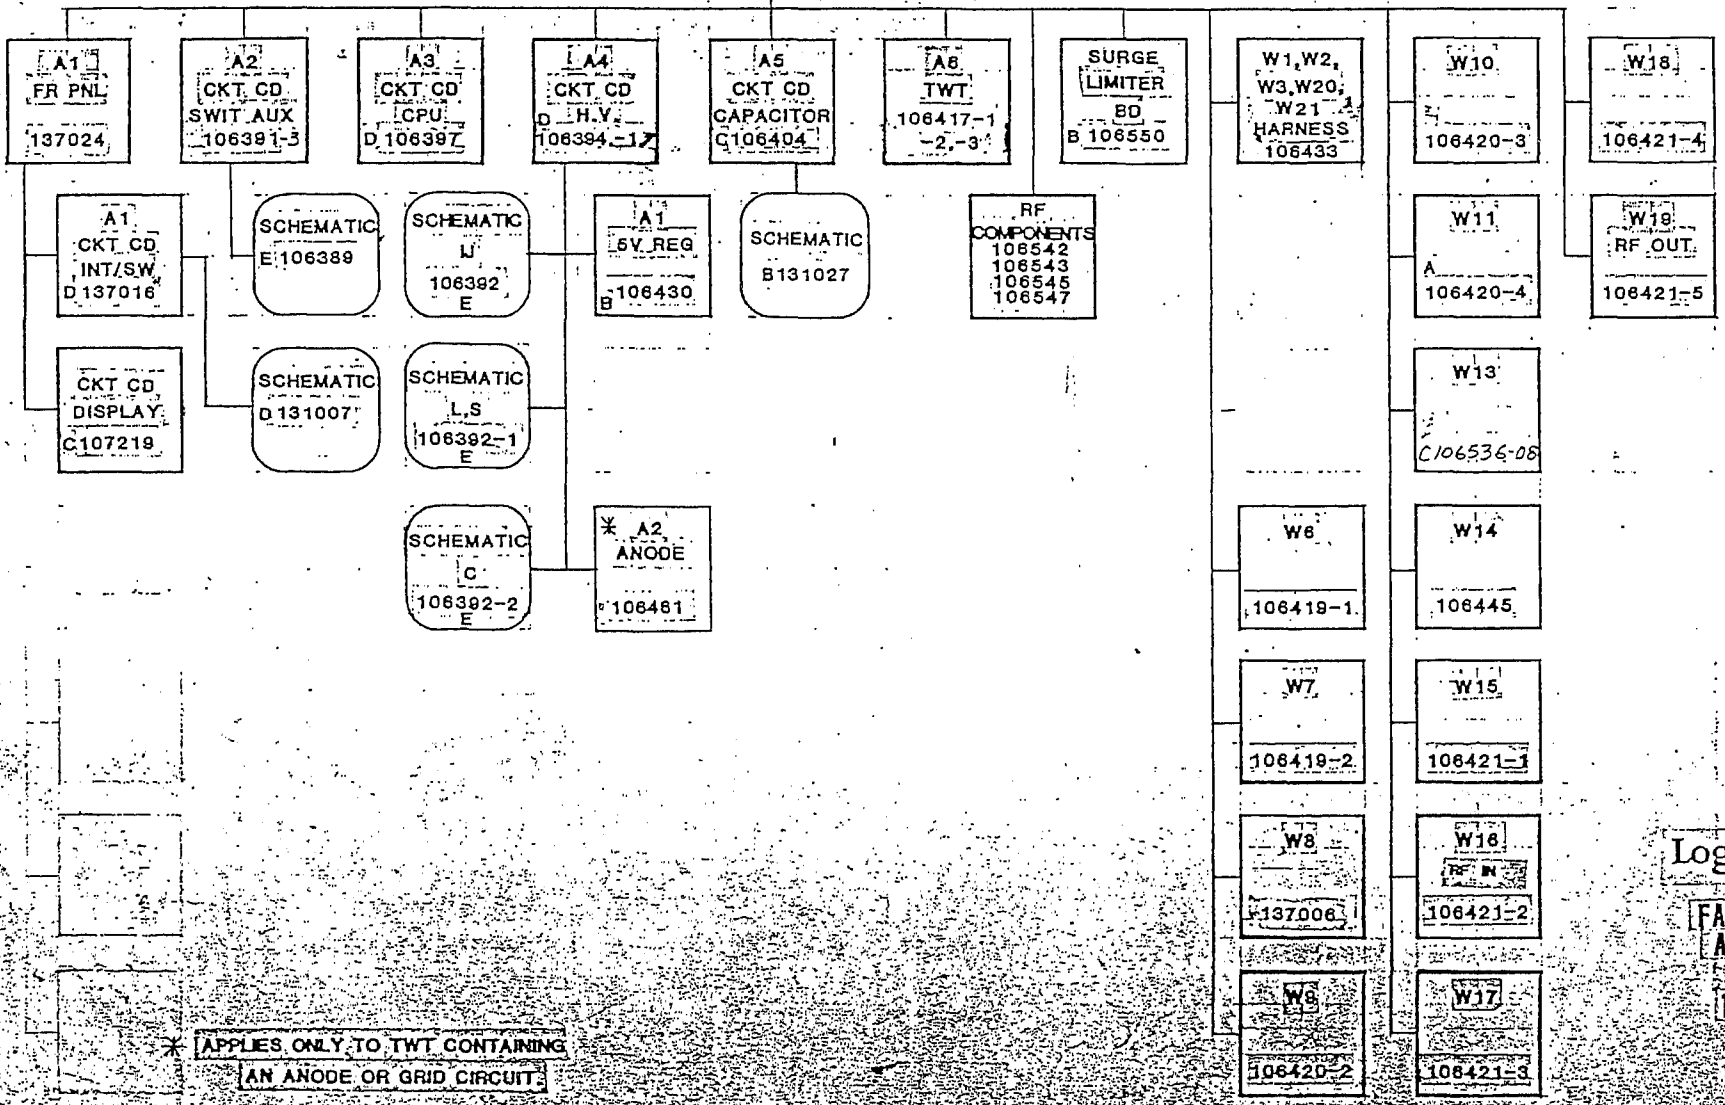 A1
FR PNL
137024
A2
CKT CD
SWIT AUX
106391-3
A3
CKT CD
CPU
D 106397
A4
CKT CD
H.V.
D
106394,-1,
A5
CKT CD
CAPACITOR
C106404
A6
TWT
106417-1
-2,-3
SURGE
LIMITER
BD
B 106550
W1,W2,
W3,W20,
W21
HARNESS
106433
W10
106420-3
W18
106421-4
A1
CKT CD
INT/SW
D 137016
SCHEMATIC
E 106389
SCHEMATIC
106392
E
A1
5V REG
106430
B
SCHEMATIC
B131027
RF
COMPONENTS
106542
106543
106545
106547
W11
A
106420-4
W19
RF OUT
106421-5
CKT CD
DISPLAY
C107219
SCHEMATIC
D 131007
SCHEMATIC
L,S
106392-1
E
W13
C106536-08
SCHEMATIC
C
106392-2
E
* A2
ANODE
106461
W6
106419-1
W14
106445
W7
106419-2
W15
106421-1
W8
137006
W16
RF IN
106421-2
W9
106420-2
W17
106421-3
* APPLIES ONLY TO TWT CONTAINING
AN ANODE OR GRID CIRCUIT.
Log
FA
A